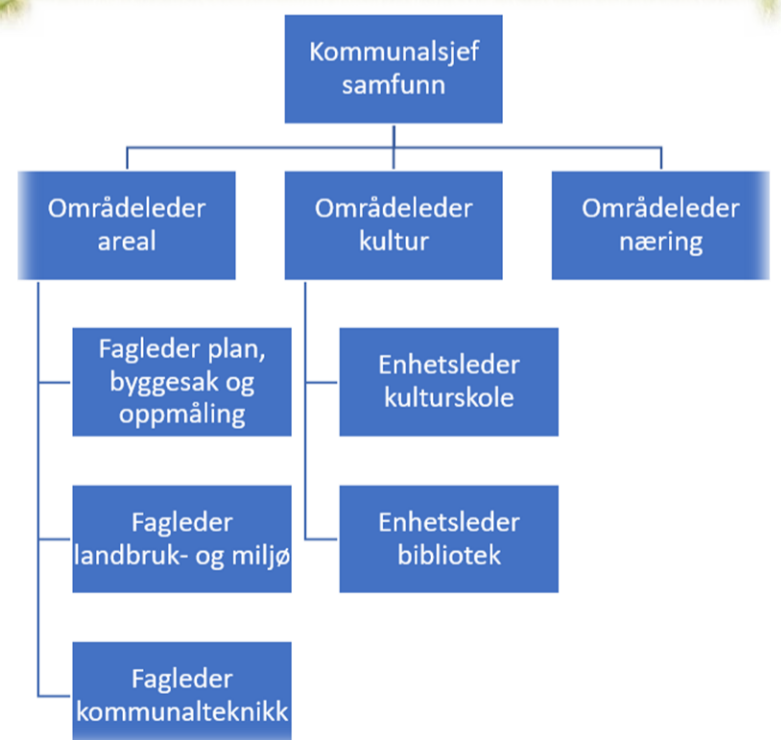 Kommunalsjef
samfunn
Områdeleder
areal
Områdeleder
kultur
Områdeleder
næring
Fagleder plan,
byggesak og
oppmåling
Enhetsleder
kulturskole
Fagleder
landbruk- og miljø
Enhetsleder
bibliotek
Fagleder
kommunalteknikk